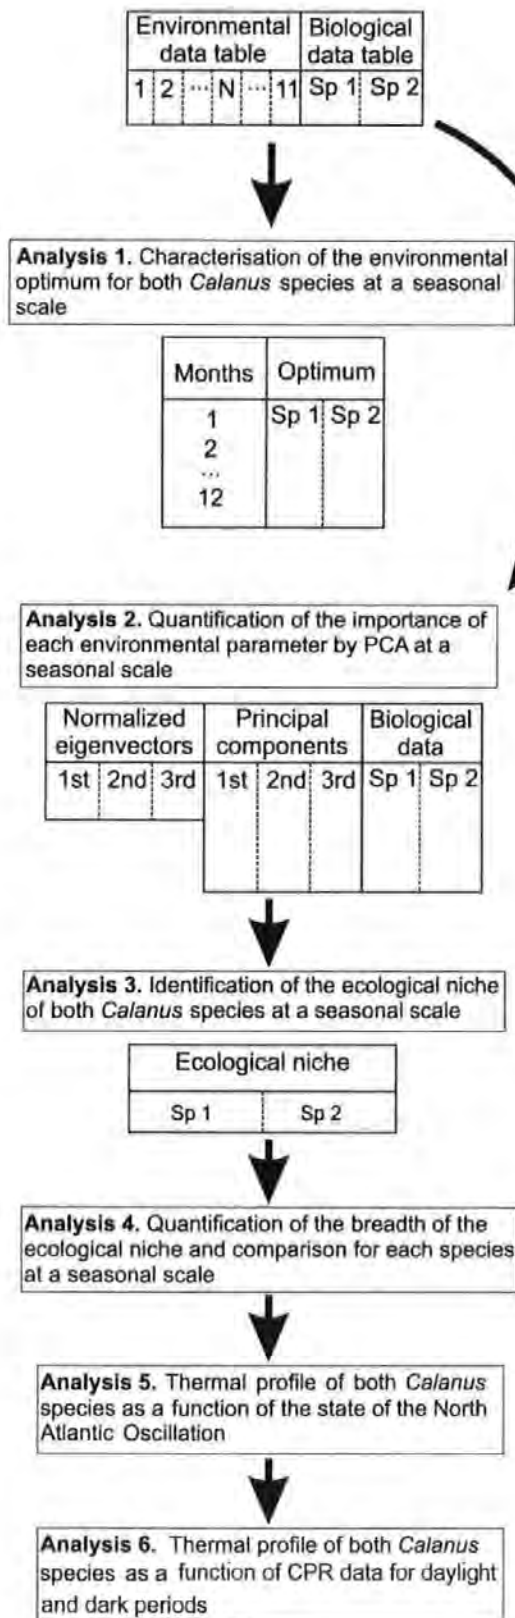 Environmental data table
Biological data table
1 2 ... N ... 11 Sp 1 Sp 2
Analysis 1. Characterisation of the environmental
optimum for both Calanus species at a seasonal
scale
Months Optimum
1 Sp 1 Sp 2
2
...
12
Analysis 2. Quantification of the importance of
each environmental parameter by PCA at a
seasonal scale
Normalized eigenvectors
Principal components
Biological data
1st 2nd 3rd 1st 2nd 3rd Sp 1 Sp 2
Analysis 3. Identification of the ecological niche
of both Calanus species at a seasonal scale
Ecological niche
Sp 1 Sp 2
Analysis 4. Quantification of the breadth of the
ecological niche and comparison for each species
at a seasonal scale
Analysis 5. Thermal profile of both Calanus
species as a function of the state of the North
Atlantic Oscillation
Analysis 6. Thermal profile of both Calanus
species as a function of CPR data for daylight
and dark periods